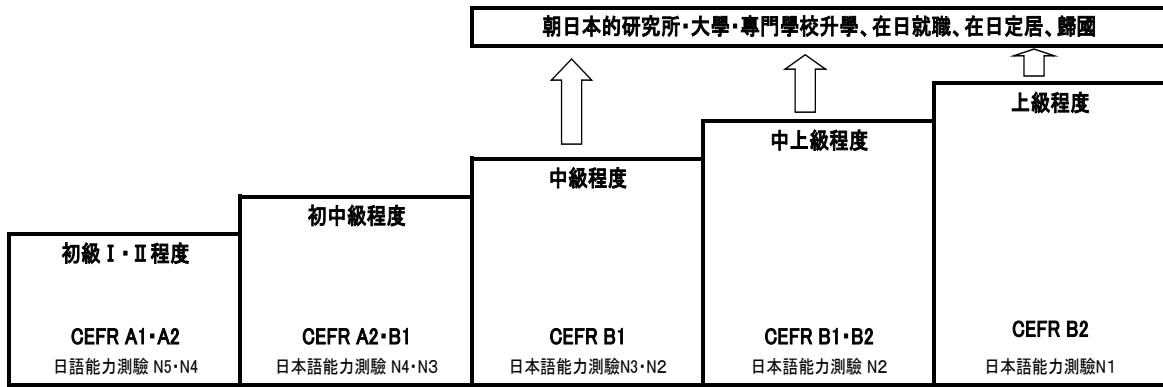 朝日本的研究所・大學・專門學校升學、在日就職、在日定居、歸國
上級程度
中上級程度
中級程度
初中級程度
初級Ⅰ・Ⅱ程度
CEFR A1・A2
日語能力測驗 N5・N4
CEFR A2・B1
日本語能力測驗 N4・N3
CEFR B1
日本語能力測驗N3・N2
CEFR B1・B2
日本語能力測驗 N2
CEFR B2
日本語能力測驗N1